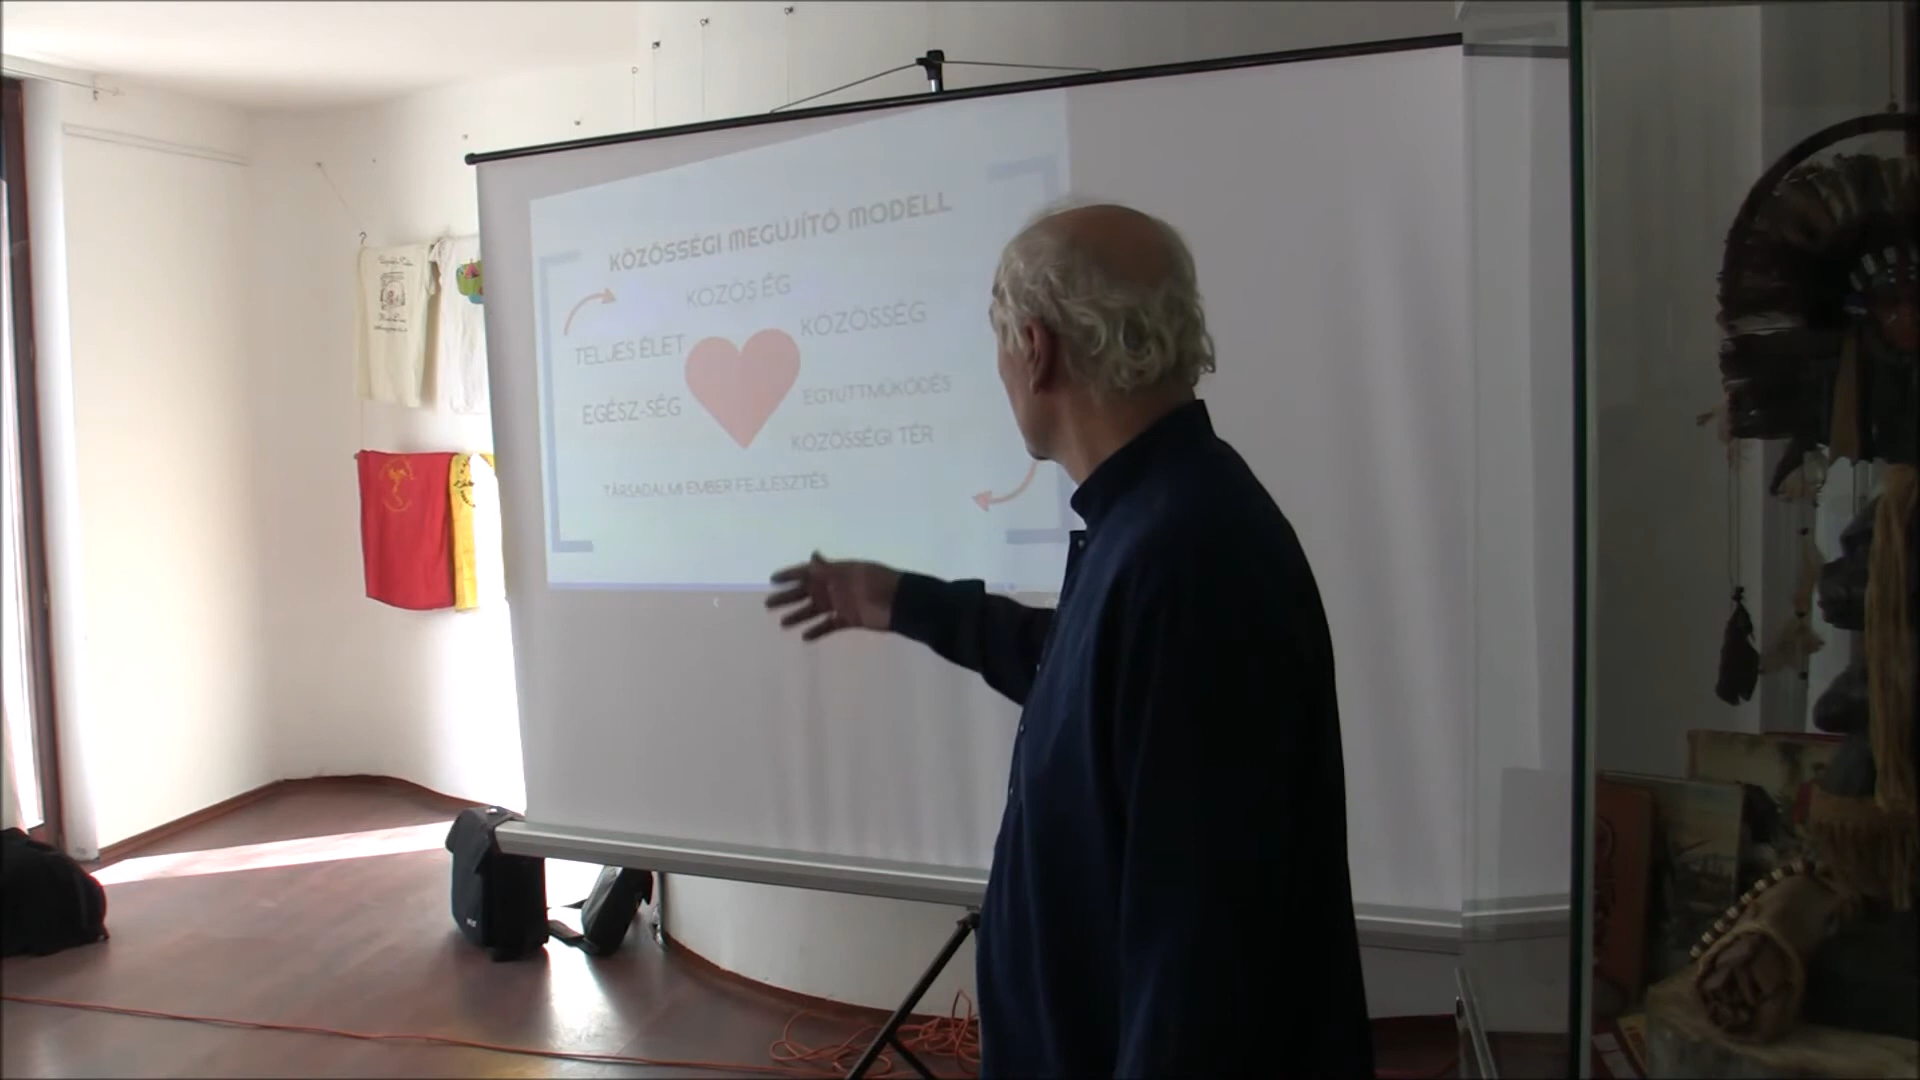 KÖZÖSSÉGI MEGÚJÍTÓ MODELL
KÖZÖS ÉG
KÖZÖSSÉG
TELJES ÉLET
EGÉSZ-SÉG
EGYÜTTMŰKÖDÉS
KÖZÖSSÉGI TÉR
TÁRSADALMI EMBER FEJLESZTÉS